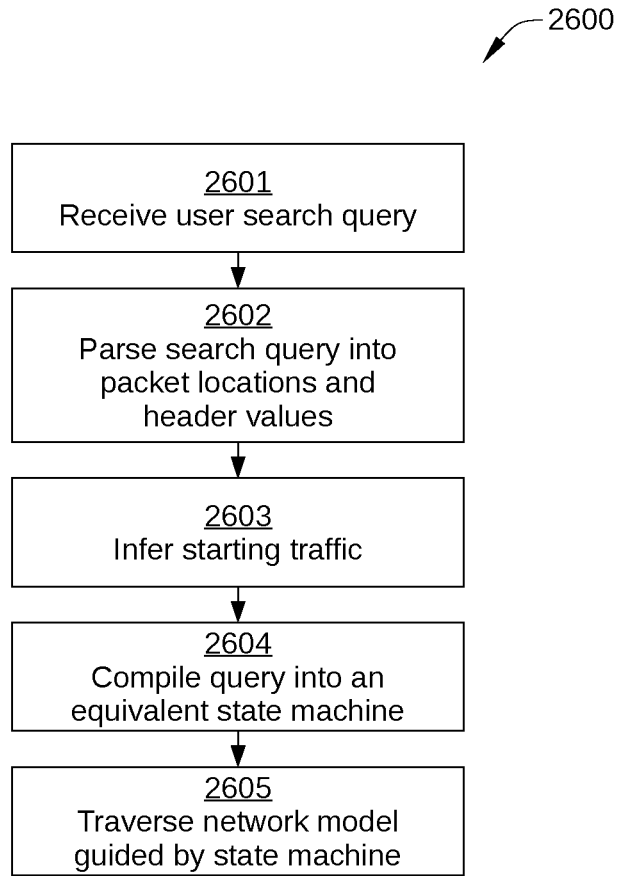 2600
2601
Receive user search query
2602
Parse search query into
packet locations and
header values
2603
Infer starting traffic
2604
Compile query into an
equivalent state machine
2605
Traverse network model
guided by state machine